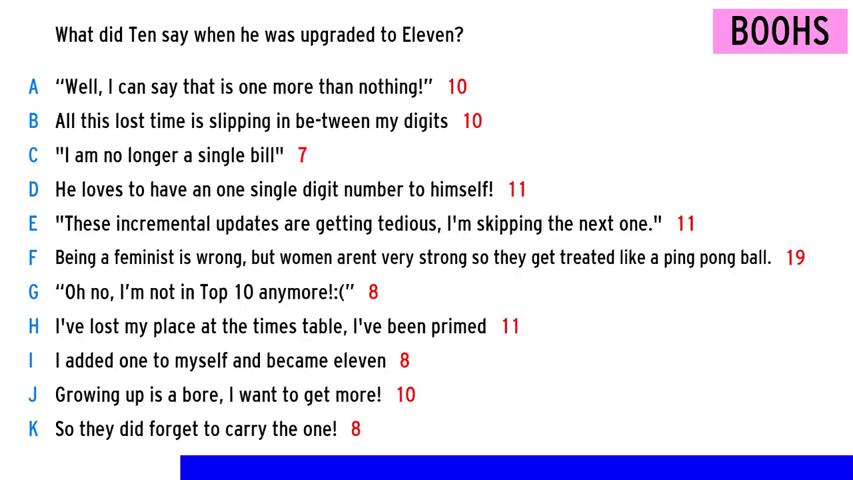 What did Ten say when he was upgraded to Eleven?
BOOHS
A “Well, I can say that is one more than nothing!” 10
B All this lost time is slipping in be-tween my digits 10
C "I am no longer a single bill" 7
D He loves to have an one single digit number to himself! 11
E "These incremental updates are getting tedious, I'm skipping the next one." 11
F Being a feminist is wrong, but women arent very strong so they get treated like a ping pong ball. 19
G “Oh no, I’m not in Top 10 anymore!:(” 8
H I've lost my place at the times table, I've been primed 11
I I added one to myself and became eleven 8
J Growing up is a bore, I want to get more! 10
K So they did forget to carry the one! 8